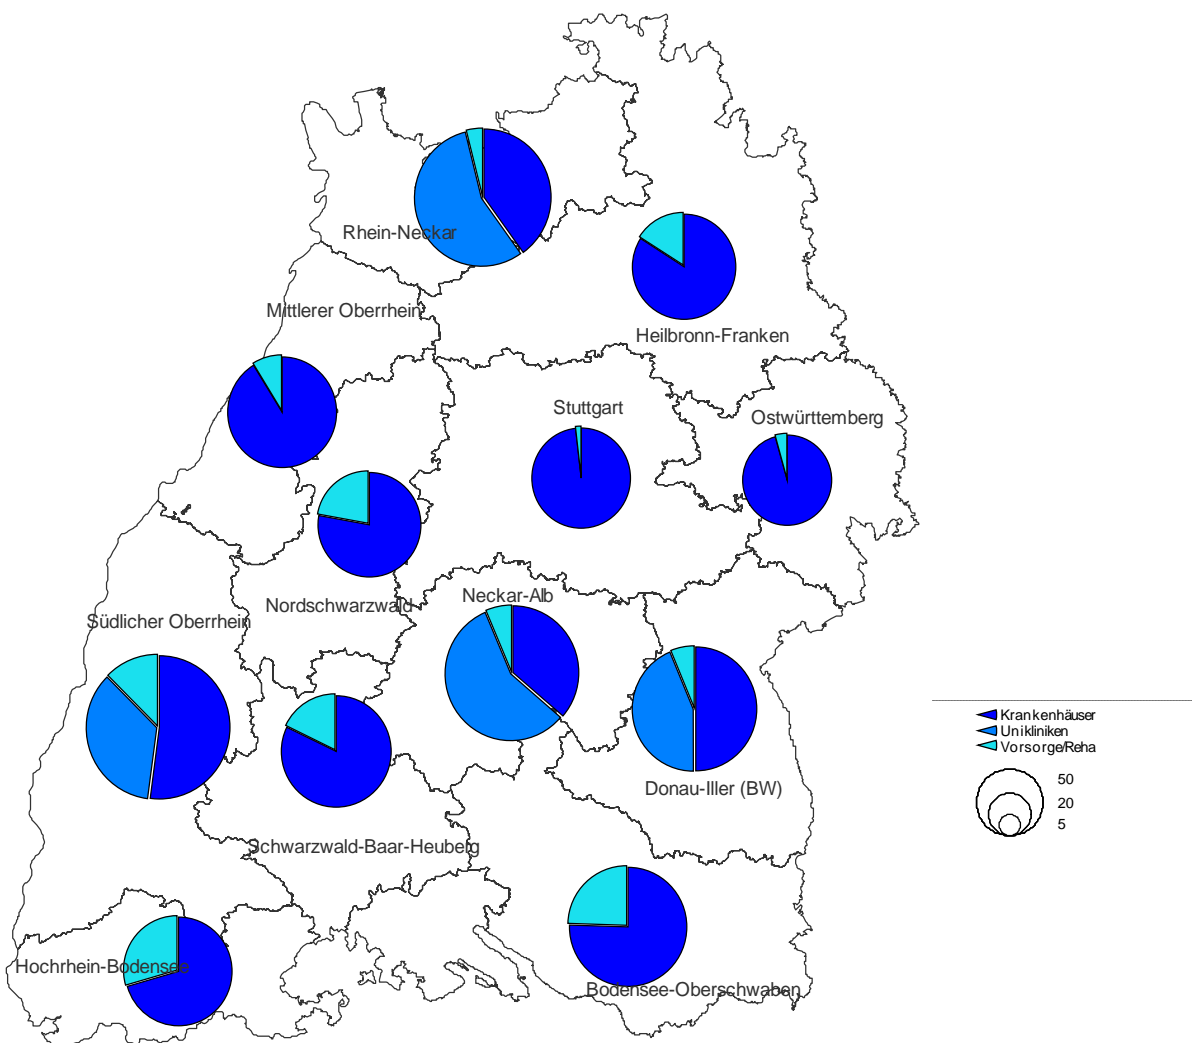 Rhein-Neckar
Mittlerer Oberrhein
Heilbronn-Franken
Stuttgart
Ostwürttemberg
Neckar-Alb
Nordschwarzwald
Südlicher Oberrhein
Krankenhäuser
Unikliniken
Vorsorge/Reha
50
20
5
Donau-Iller (BW)
Schwarzwald-Baar-Heuberg
Hochrhein-Bodensee
Bodensee-Oberschwaben